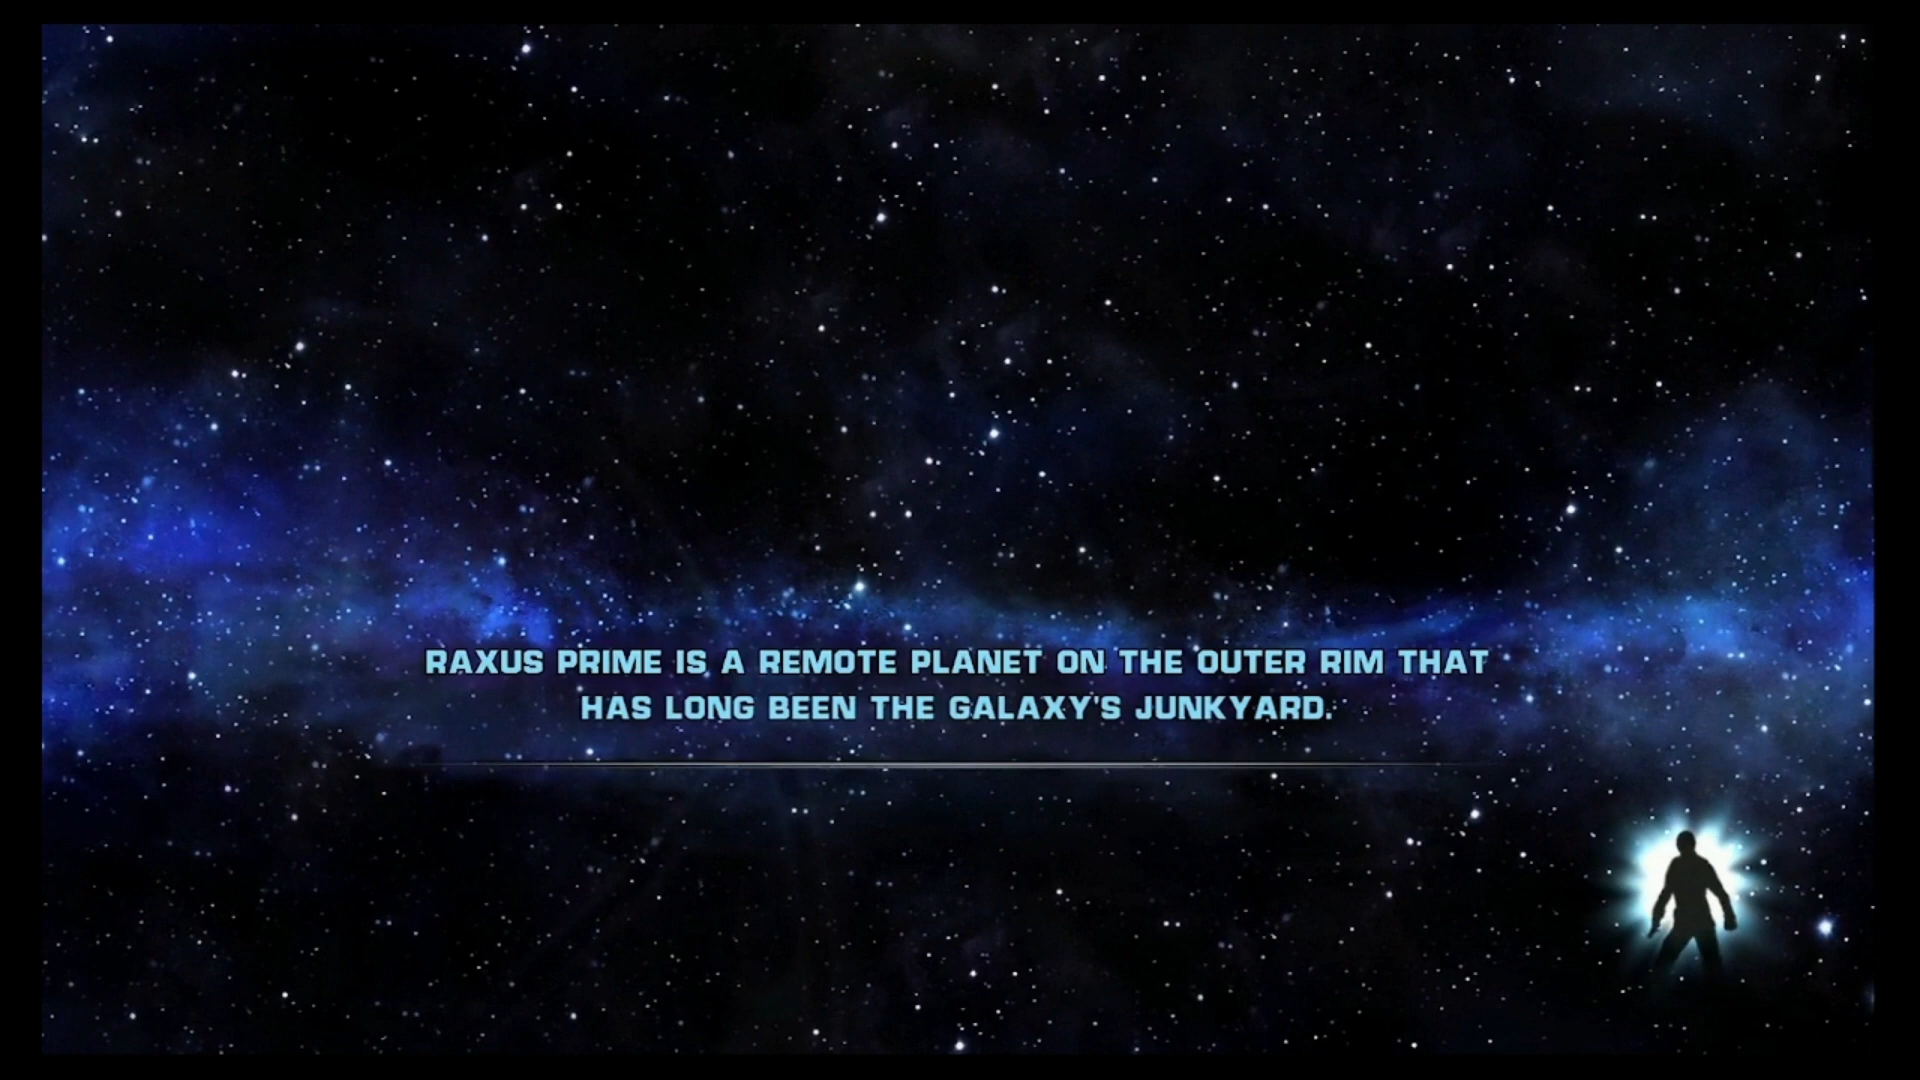 RAXUS PRIME IS A REMOTE PLANET ON THE OUTER RIM THAT
HAS LONG BEEN THE GALAXY'S JUNKYARD.